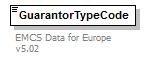 GuarantorTypeCode
EMCS Data for Europe
v5.02